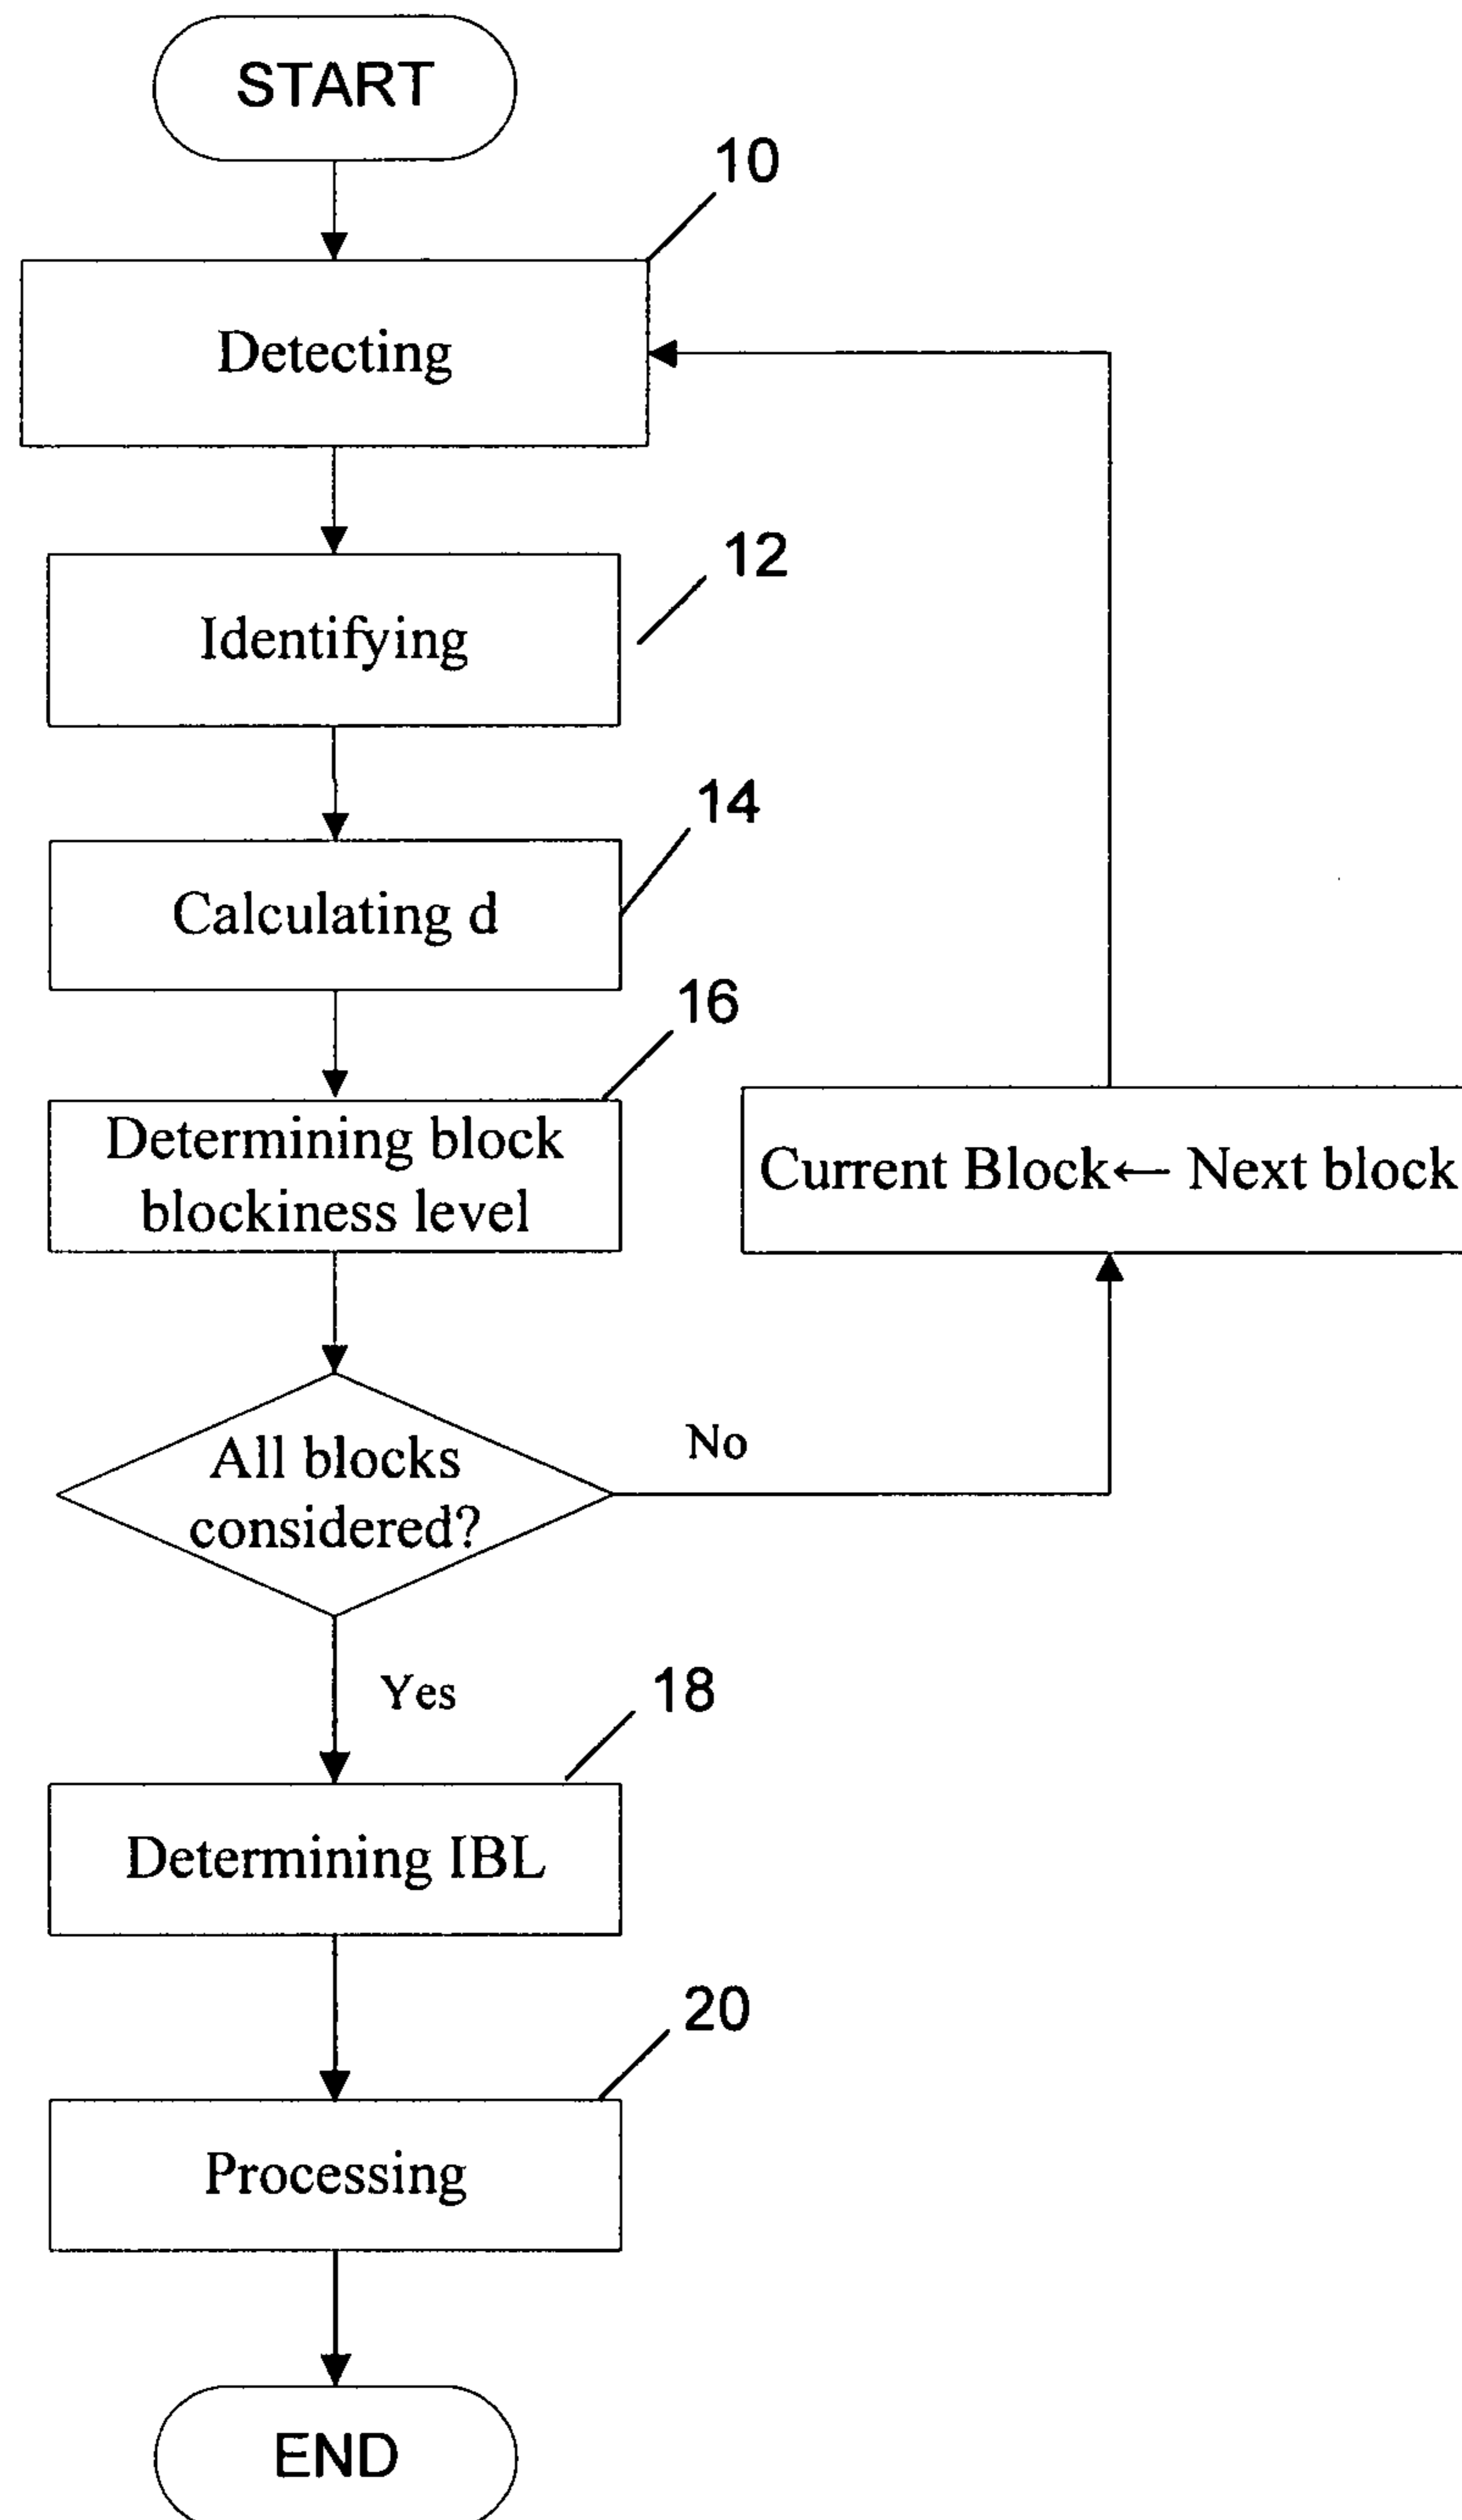 START
10
Detecting
12
Identifying
14
Calculating d
16
Determining block
blockiness level
Current Block← Next block
All blocks
considered?
No
Yes
18
Determining IBL
20
Processing
END